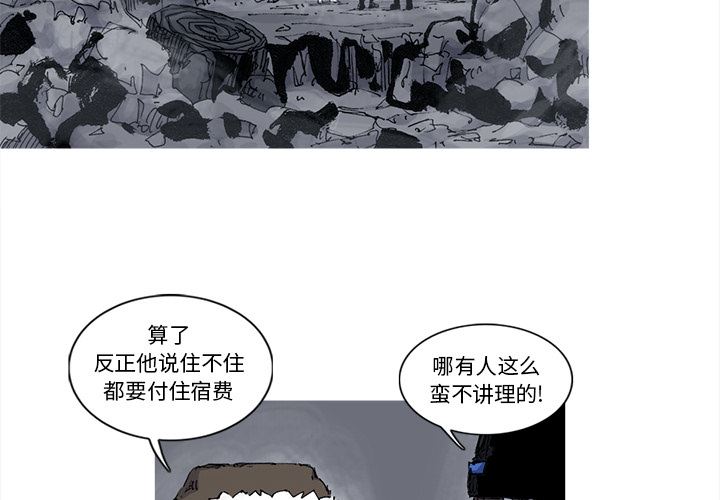 算了
反正他说住不住
都要付住宿费
哪有人这么
蛮不讲理的!